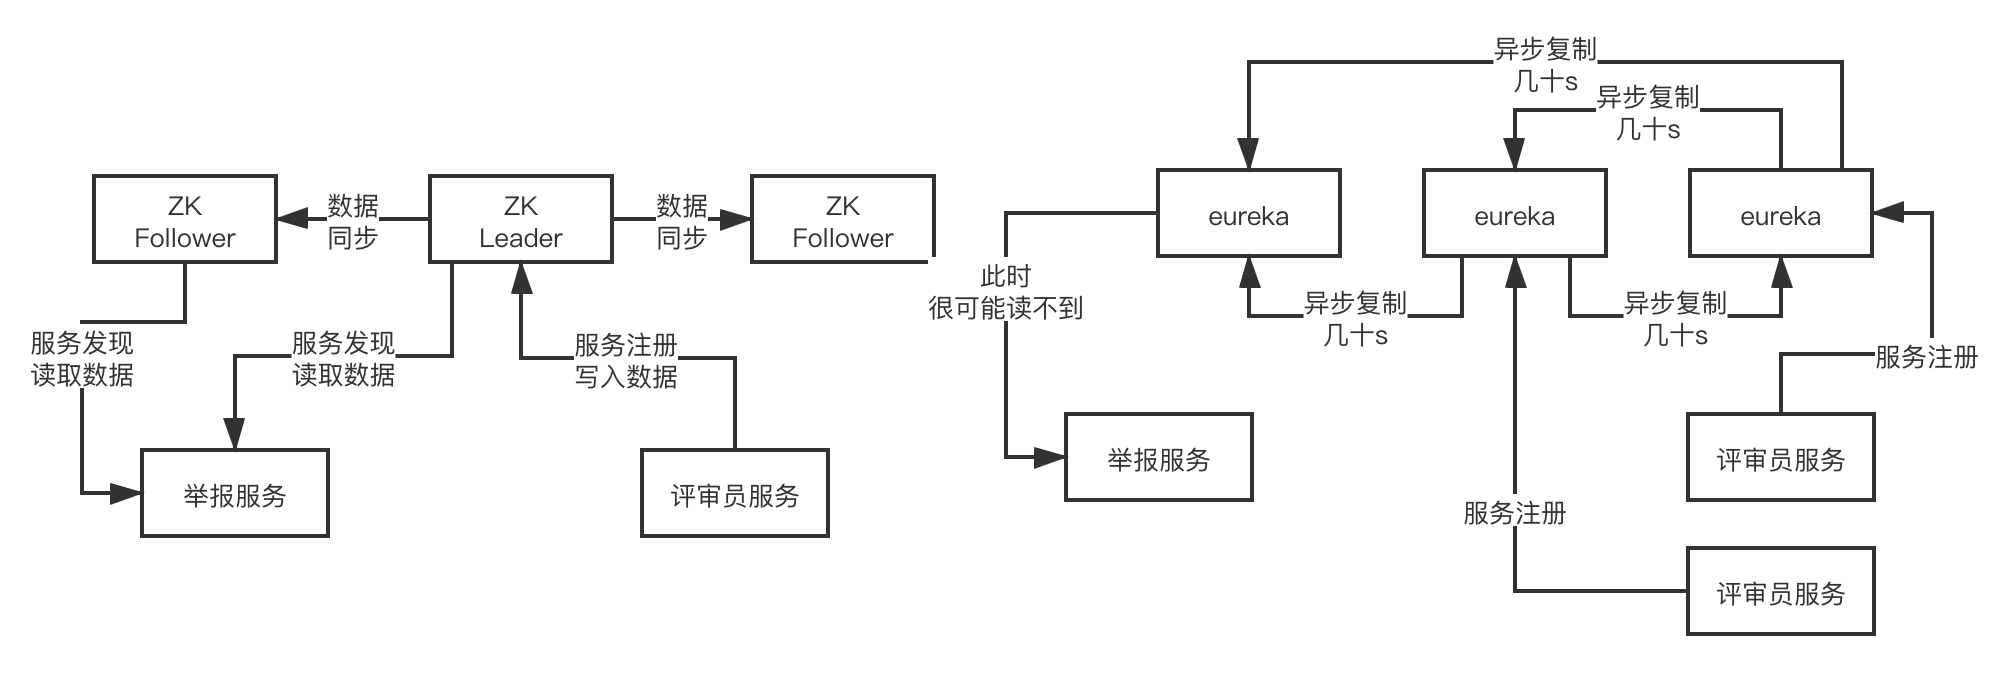 ZK
Follower
数据
同步
ZK
Leader
数据
同步
ZK
Follower
服务发现
读取数据
服务发现
读取数据
服务注册
写入数据
举报服务
评审员服务
异步复制
几十s
异步复制
几十s
eureka
eureka
eureka
此时
很可能读不到
异步复制
几十s
异步复制
几十s
服务注册
举报服务
评审员服务
服务注册
评审员服务